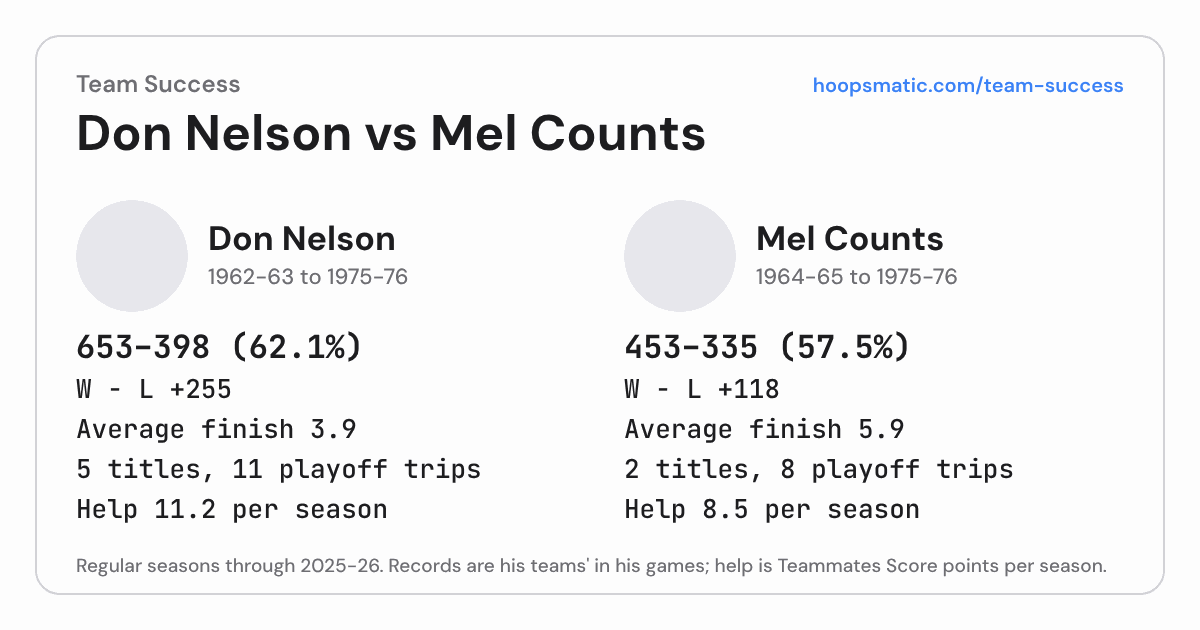 Team Success
hoopsmatic.com/team-success
Don Nelson vs Mel Counts
Don Nelson
1962-63 to 1975-76
653-398 (62.1%)
W - L +255
Average finish 3.9
5 titles, 11 playoff trips
Help 11.2 per season
Mel Counts
1964-65 to 1975-76
453-335 (57.5%)
W - L +118
Average finish 5.9
2 titles, 8 playoff trips
Help 8.5 per season
Regular seasons through 2025-26. Records are his teams' in his games; help is Teammates Score points per season.